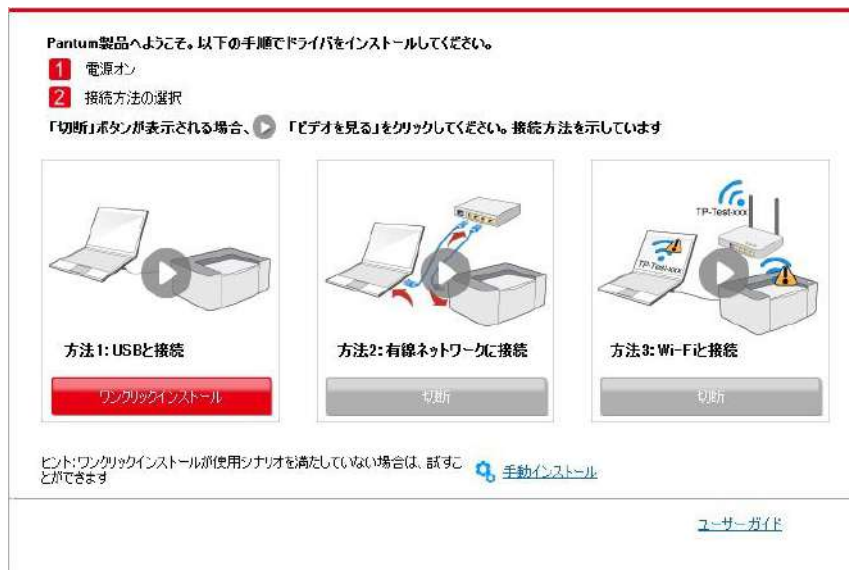 Pantum製品へようこそ。以下の手順でドライバをインストールしてください。
1 電源オン
2 接続方法の選択
「切断」ボタンが表示される場合、 「ビデオを見る」をクリックしてください。接続方法を示しています
TP-Test-xxx
TP-Test-xxx
方法1:USBと接続
方法2:有線ネットワークに接続
方法3:Wi-Fiと接続
ワンクリックインストール
切断
切断
ヒント:ワンクリックインストールが使用シナリオを満たしていない場合は、試すこ
とができます
手動インストール
ユーザーガイド